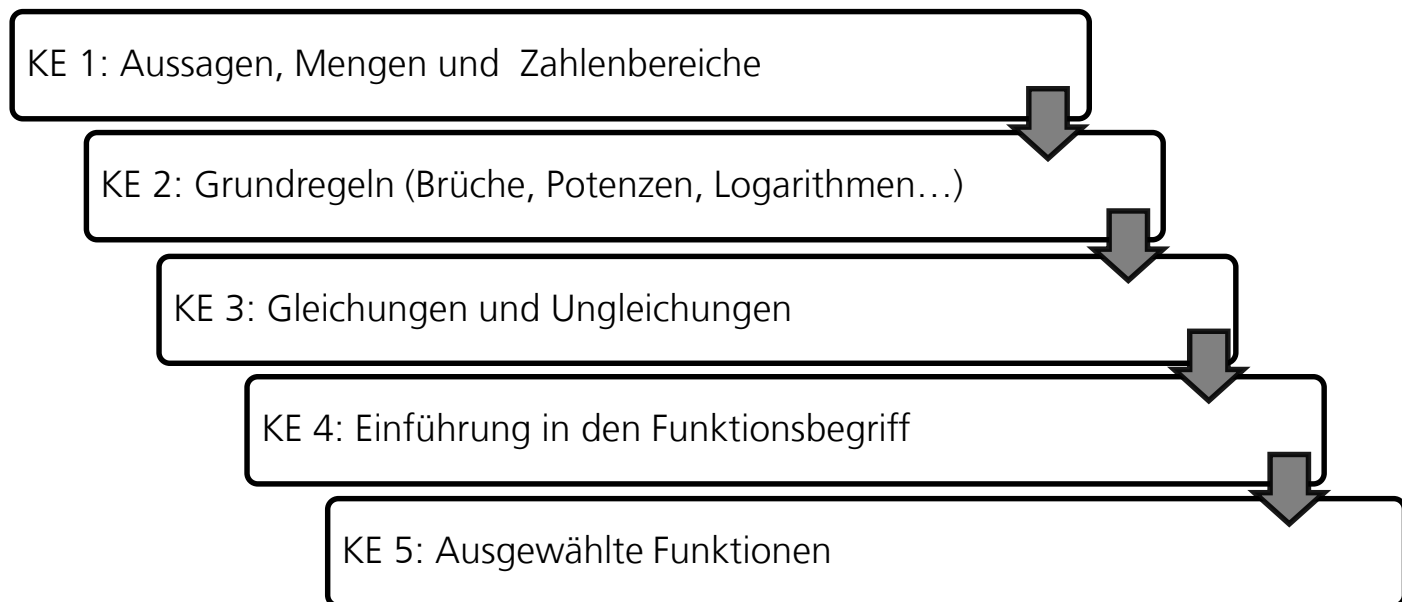 KE 1: Aussagen, Mengen und Zahlenbereiche
KE 2: Grundregeln (Brüche, Potenzen, Logarithmen…)
KE 3: Gleichungen und Ungleichungen
KE 4: Einführung in den Funktionsbegriff
KE 5: Ausgewählte Funktionen